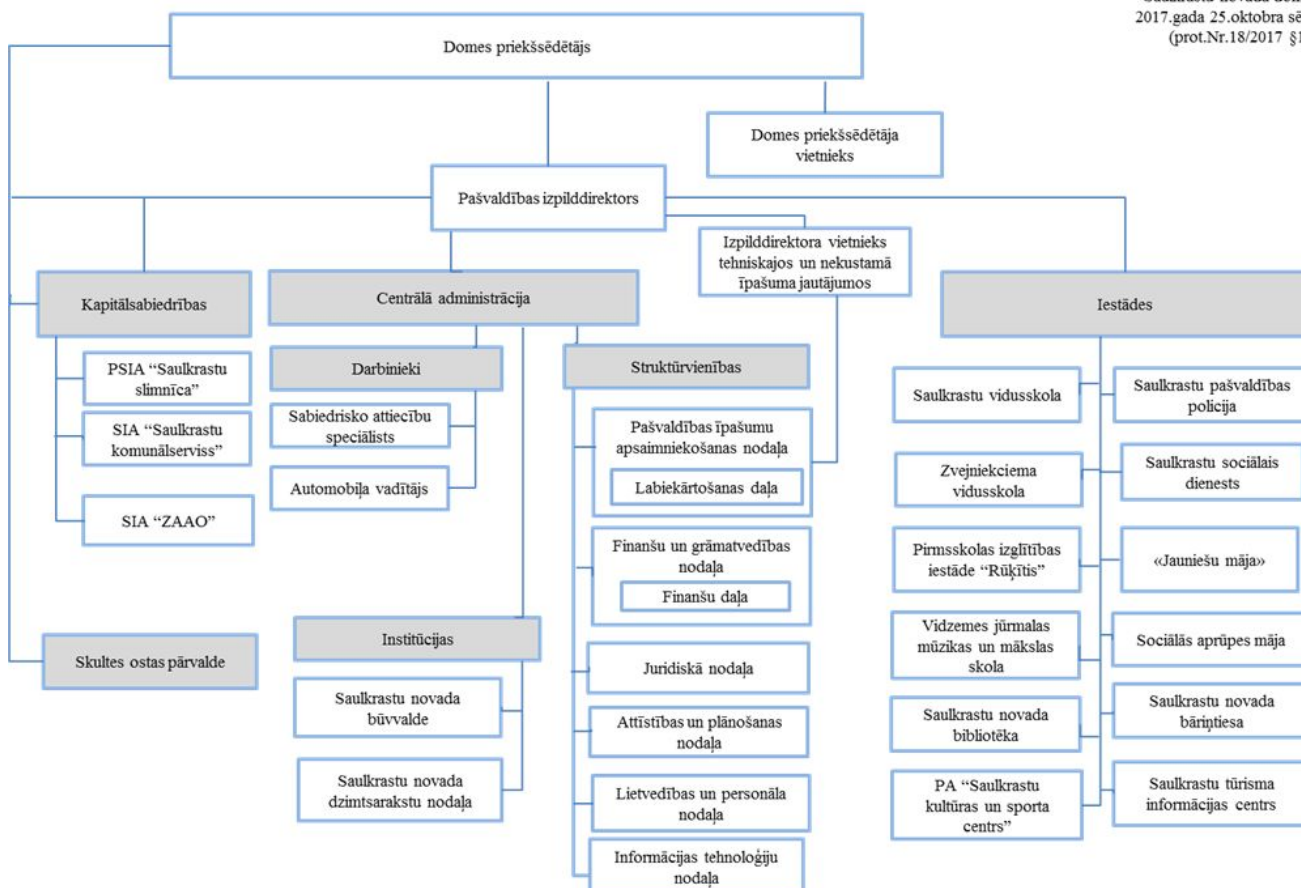 2017.gada 25.oktobra
(prot.Nr.18/2017
Domes priekšsēdētājs
Domes priekšsēdētāja
vietnieks
Pašvaldības izpilddirektors
Izpilddirektora vietnieks
tehniskajos un nekustamā
īpašuma jautājumos
Kapitālsabiedrības
PSIA “Saulkrastu
slimnīca”
SIA “Saulkrastu
komunālserviss”
SIA “ZAAO”
Skultes ostas pārvalde
Centrālā administrācija
Darbinieki
Sabiedrisko attiecību
speciālists
Automobiļa vadītājs
Institūcijas
Saulkrastu novada
būvvalde
Saulkrastu novada
dzimtsarakstu nodaļa
Struktūrvienības
Pašvaldības īpašumu
apsaimniekošanas nodaļa
Labiekārtošanas daļa
Finanšu un grāmatvedības
nodaļa
Finanšu daļa
Juridiskā nodaļa
Attīstības un plānošanas
nodaļa
Lietvedības un personāla
nodaļa
Informācijas tehnoloģiju
nodaļa
Iestādes
Saulkrastu vidusskola
Zvejniekciema
vidusskola
Pirmsskolas izglītības
iestāde “Rūķītis”
Vidzemes jūrmalas
mūzikas un mākslas
skola
Saulkrastu novada
bibliotēka
PA “Saulkrastu
kultūras un sporta
centrs”
Saulkrastu pašvaldības
policija
Saulkrastu sociālais
dienests
«Jauniešu māja»
Sociālās aprūpes māja
Saulkrastu novada
bāriņtiesa
Saulkrastu tūrisma
informācijas centrs